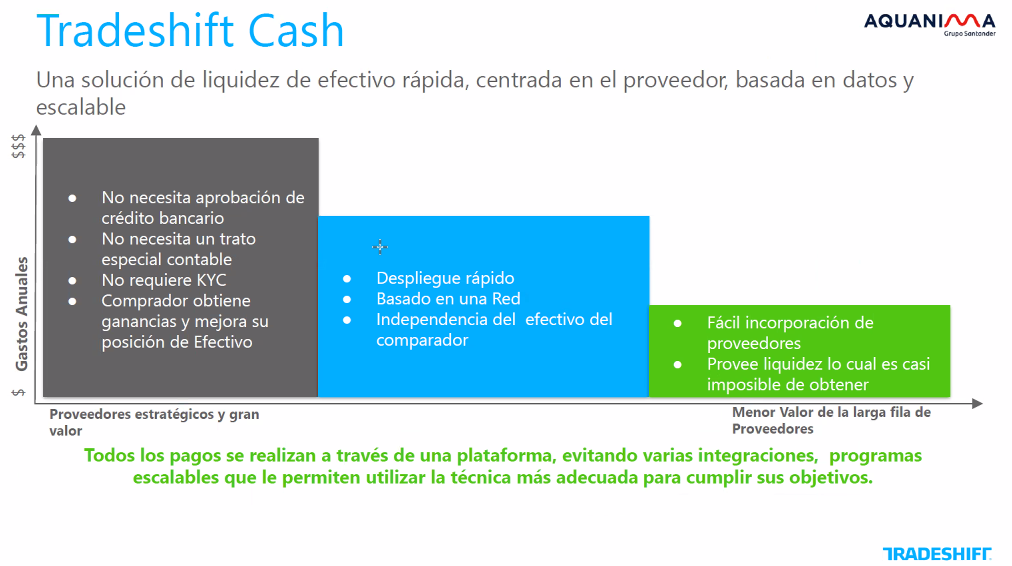 Tradeshift Cash
AQUANIMA
Grupo Santander
Una solución de liquidez de efectivo rápida, centrada en el proveedor, basada en datos y
escalable
$$$
Gastos Anuales
$
● No necesita aprobación de
crédito bancario
● No necesita un trato
especial contable
● No requiere KYC
● Comprador obtiene
ganancias y mejora su
posición de Efectivo
● Despliegue rápido
● Basado en una Red
● Independencia del  efectivo del
comparador
● Fácil incorporación de
proveedores
● Provee liquidez lo cual es casi
imposible de obtener
Proveedores estratégicos y gran
valor
Menor Valor de la larga fila de
Proveedores
Todos los pagos se realizan a través de una plataforma, evitando varias integraciones,  programas
escalables que le permiten utilizar la técnica más adecuada para cumplir sus objetivos.
TRADESHIFT